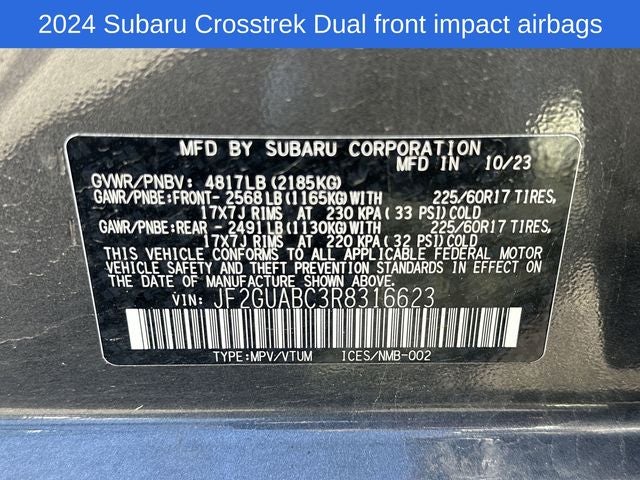 2024 Subaru Crosstrek Dual front impact airbags
MFD BY SUBARU CORPORATION
MFD IN 10/23
GVWR/PNBV: 4817LB(2185KG)
GAWR/PNBE:FRONT- 2568LB(1165KG)WITH 225/60R17 TIRES,
17X7J RIMS AT 230 KPA(33 PSI)COLD
GAWR/PNBE:REAR - 2491LB(1130KG)WITH 225/60R17 TIRES,
17X7J RIMS AT 220 KPA(32 PSI)COLD
THIS VEHICLE CONFORMS TO ALL APPLICABLE FEDERAL MOTOR
VEHICLE SAFETY AND THEFT PREVENTION STANDARDS IN EFFECT ON
THE DATE OF MANUFACTURE SHOWN ABOVE.
VIN: JF2GUABC3R8316623
TYPE:MPV/VTUM ICES/NMB-002